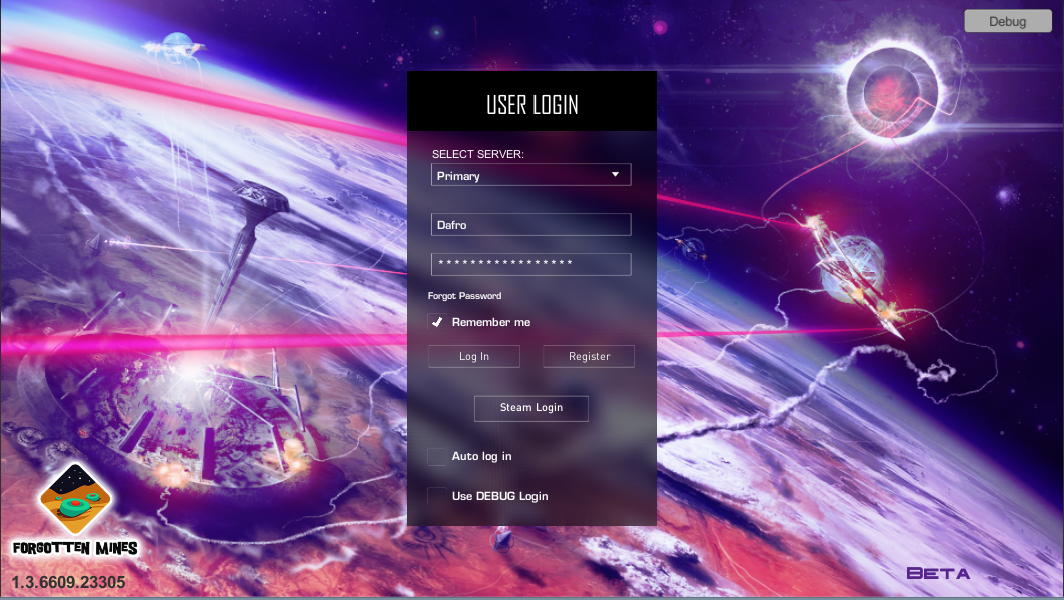 Debug
USER LOGIN
SELECT SERVER:
Primary
Dafro
*****************
Forgot Password
Remember me
Log In
Register
Steam Login
Auto log in
Use DEBUG Login
FORGOTTEN MINES
1.3.6609.23305
BETA